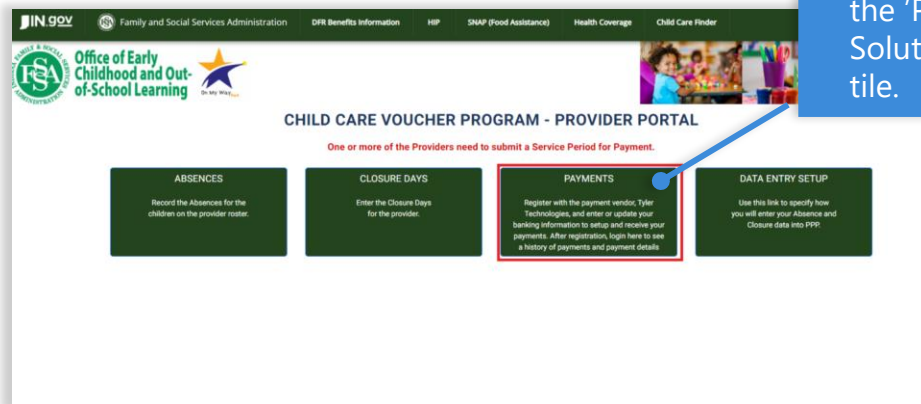 IN.gov
Family and Social Services Administration
DFR Benefits Information
HIP
SNAP (Food Assistance)
Health Coverage
Child Care Finder
the 'P
Solut
tile.
FSSA
Office of Early
Childhood and Out-
of-School Learning
On My Way
CHILD CARE VOUCHER PROGRAM - PROVIDER PORTAL
One or more of the Providers need to submit a Service Period for Payment.
ABSENCES
Record the Absences for the
children on the provider roster.
CLOSURE DAYS
Enter the Closure Days
for the provider.
PAYMENTS
Register with the payment vendor, Tyler
Technologies, and enter or update your
banking information to setup and receive your
payments. After registration, login here to see
a history of payments and payment details
DATA ENTRY SETUP
Use this link to specify how
you will enter your Absence and
Closure data into PPP.